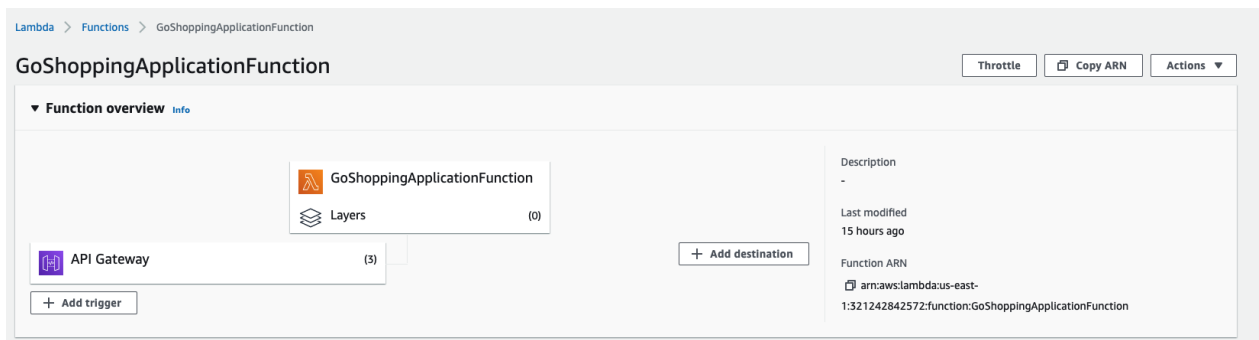 Lambda > Functions > GoShoppingApplicationFunction
GoShoppingApplicationFunction
Throttle
Copy ARN
Actions
Function overview Info
GoShoppingApplicationFunction
Layers (0)
API Gateway (3)
+ Add trigger
+ Add destination
Description
-
Last modified
15 hours ago
Function ARN
arn:aws:lambda:us-east-
1:321242842572:function:GoShoppingApplicationFunction